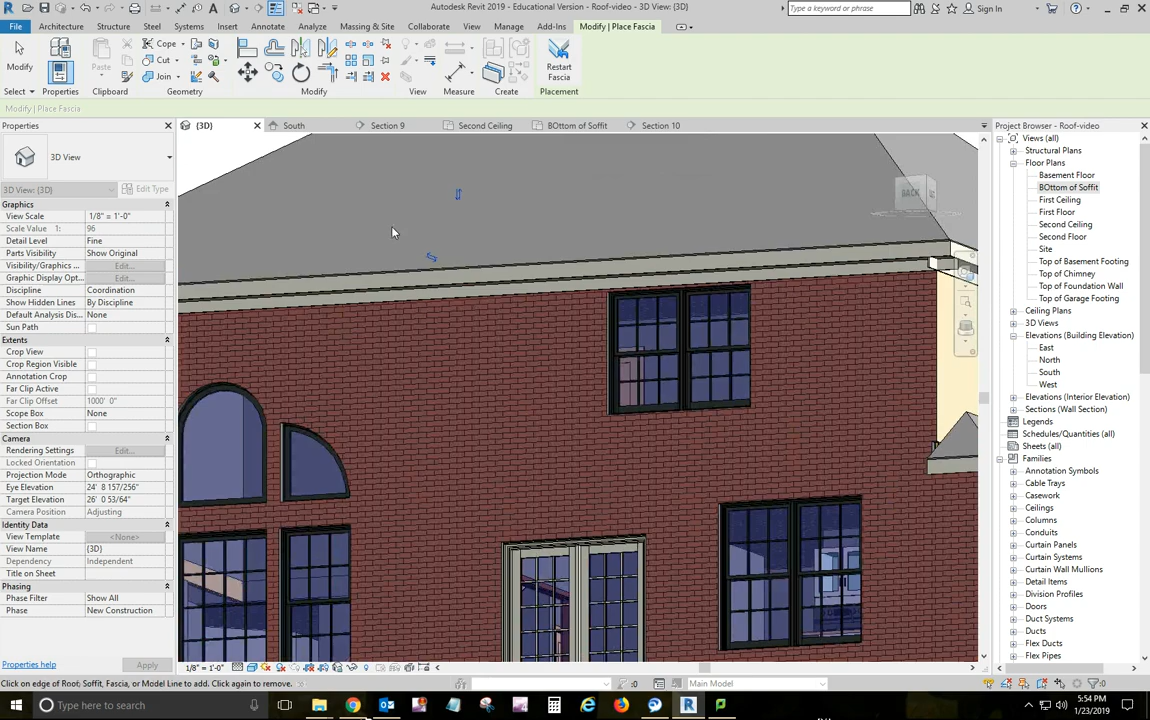 Autodesk Revit 2019 - Educational Version - Roof-video - 3D View: {3D}
Type a keyword or phrase
Sign In
File Architecture Structure Steel Systems Insert Annotate Analyze Massing & Site Collaborate View Manage Add-Ins Modify | Place Fascia
Modify
Paste
Cope
Cut
Join
Restart
Fascia
Select Properties Clipboard Geometry Modify View Measure Create Placement
Modify | Place Fascia
Properties
3D View
3D View: {3D}
Edit Type
Graphics
View Scale 1/8" = 1'-0"
Scale Value 1: 96
Detail Level Fine
Parts Visibility Show Original
Visibility/Graphics ... Edit...
Graphic Display Opt... Edit...
Discipline Coordination
Show Hidden Lines By Discipline
Default Analysis Dis... None
Sun Path
Extents
Crop View
Crop Region Visible
Annotation Crop
Far Clip Active
Far Clip Offset 1000' 0"
Scope Box None
Section Box
Camera
Rendering Settings Edit...
Locked Orientation
Projection Mode Orthographic
Eye Elevation 24' 8 157/256"
Target Elevation 26' 0 53/64"
Camera Position Adjusting
Identity Data
View Template <None>
View Name {3D}
Dependency Independent
Title on Sheet
Phasing
Phase Filter Show All
Phase New Construction
Properties help
Apply
{3D} South Section 9 Second Ceiling BOttom of Soffit Section 10
BACK
1/8" = 1'-0"
Project Browser - Roof-video
Views (all)
Structural Plans
Floor Plans
Basement Floor
BOttom of Soffit
First Ceiling
First Floor
Second Ceiling
Second Floor
Site
Top of Basement Footing
Top of Chimney
Top of Foundation Wall
Top of Garage Footing
Ceiling Plans
3D Views
Elevations (Building Elevation)
East
North
South
West
Elevations (Interior Elevation)
Sections (Wall Section)
Legends
Schedules/Quantities (all)
Sheets (all)
Families
Annotation Symbols
Cable Trays
Casework
Ceilings
Columns
Conduits
Curtain Panels
Curtain Systems
Curtain Wall Mullions
Detail Items
Division Profiles
Doors
Duct Systems
Ducts
Flex Ducts
Flex Pipes
Click on edge of Roof; Soffit, Fascia, or Model Line to add. Click again to remove.
:0
Main Model
:0
Type here to search
5:54 PM
1/23/2019